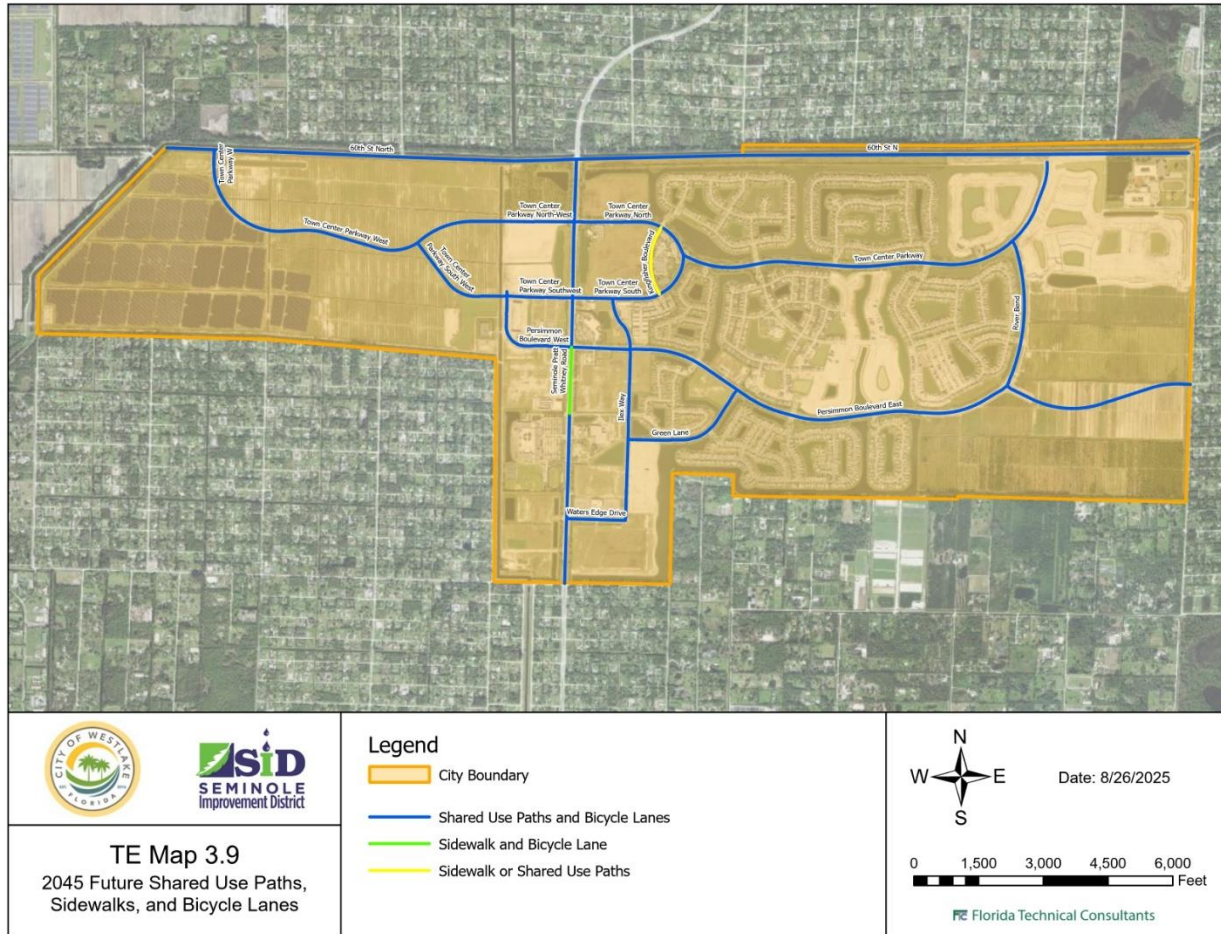 60th St North
60th St N
Town Center
Parkway W
Town Center
Parkway North-West
Town Center
Parkway North
Kingfisher Boulevard
Town Center Parkway West
Town Center
Parkway South West
Town Center Parkway
Town Center
Parkway Southwest
Town Center
Parkway South
River Bend
Persimmon
Boulevard West
Seminole Pratt
Whitney Road
Ilex Way
Persimmon Boulevard East
Green Lane
Waters Edge Drive
CITY OF WESTLAKE
FLORIDA
SID
SEMINOLE
Improvement District
TE Map 3.9
2045 Future Shared Use Paths,
Sidewalks, and Bicycle Lanes
Legend
City Boundary
Shared Use Paths and Bicycle Lanes
Sidewalk and Bicycle Lane
Sidewalk or Shared Use Paths
N
W E
S
Date: 8/26/2025
0 1,500 3,000 4,500 6,000
Feet
Florida Technical Consultants